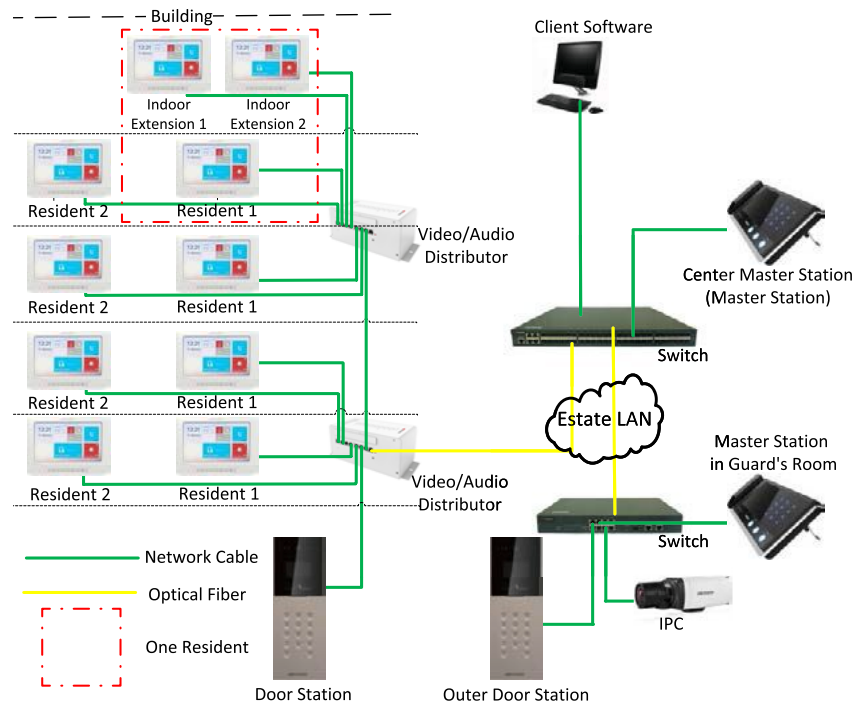 Building
Client Software
Indoor
Extension 1
Indoor
Extension 2
Resident 2
Resident 1
Video/Audio
Distributor
Center Master Station
(Master Station)
Resident 2
Resident 1
Switch
Resident 2
Resident 1
Estate LAN
Master Station
in Guard's Room
Resident 2
Resident 1
Video/Audio
Distributor
Switch
Network Cable
Optical Fiber
One Resident
IPC
Door Station
Outer Door Station